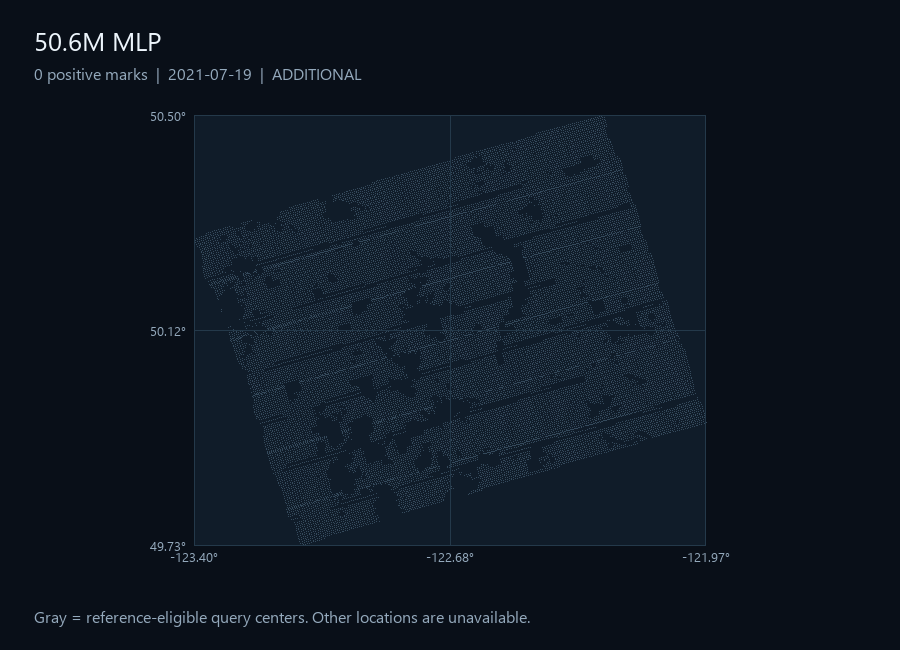 50.6M MLP
0 positive marks | 2021-07-19 | ADDITIONAL
50.50°
50.12°
49.73°
-123.40°
-122.68°
-121.97°
Gray = reference-eligible query centers. Other locations are unavailable.